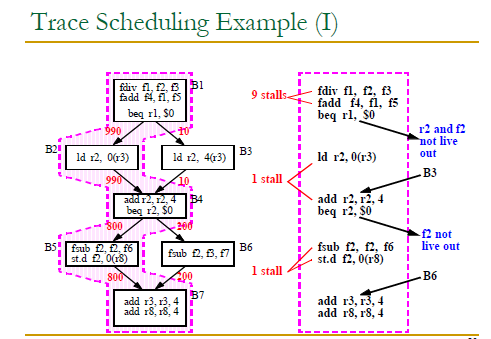 Trace Scheduling Example (I)
fdiv f1, f2, f3
fadd f4, f1, f5
beq r1, $0
B1
990
10
B2
ld r2, 0(r3)
ld r2, 4(r3)
B3
990
10
add r2, r2, 4
beq r2, $0
B4
800
200
B5
fsub f2, f2, f6
st.d f2, 0(r8)
fsub f2, f3, f7
B6
800
200
add r3, r3, 4
add r8, r8, 4
B7
9 stalls
fdiv f1, f2, f3
fadd f4, f1, f5
beq r1, $0
r2 and f2
not live
out
ld r2, 0(r3)
B3
1 stall
add r2, r2, 4
beq r2, $0
f2 not
live out
fsub f2, f2, f6
st.d f2, 0(r8)
1 stall
B6
add r3, r3, 4
add r8, r8, 4